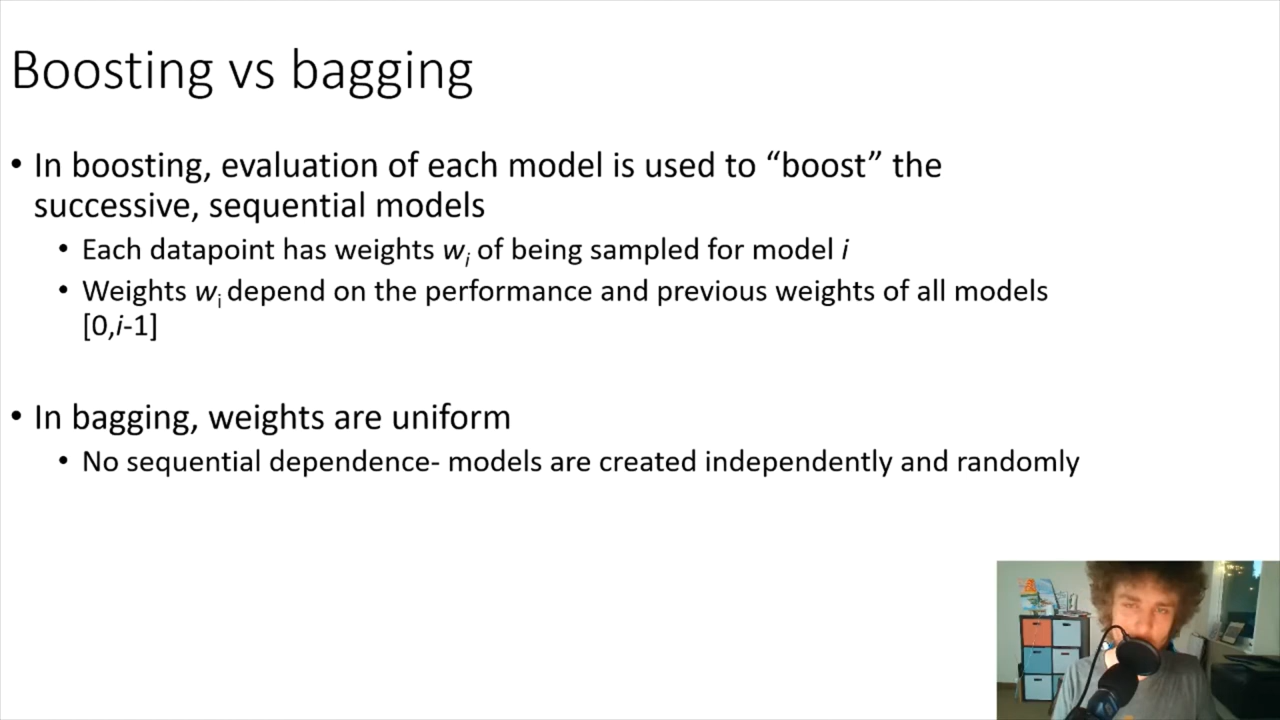 Boosting vs bagging
• In boosting, evaluation of each model is used to “boost” the
successive, sequential models
• Each datapoint has weights wᵢ of being sampled for model i
• Weights wᵢ depend on the performance and previous weights of all models
[0,i-1]
• In bagging, weights are uniform
• No sequential dependence- models are created independently and randomly